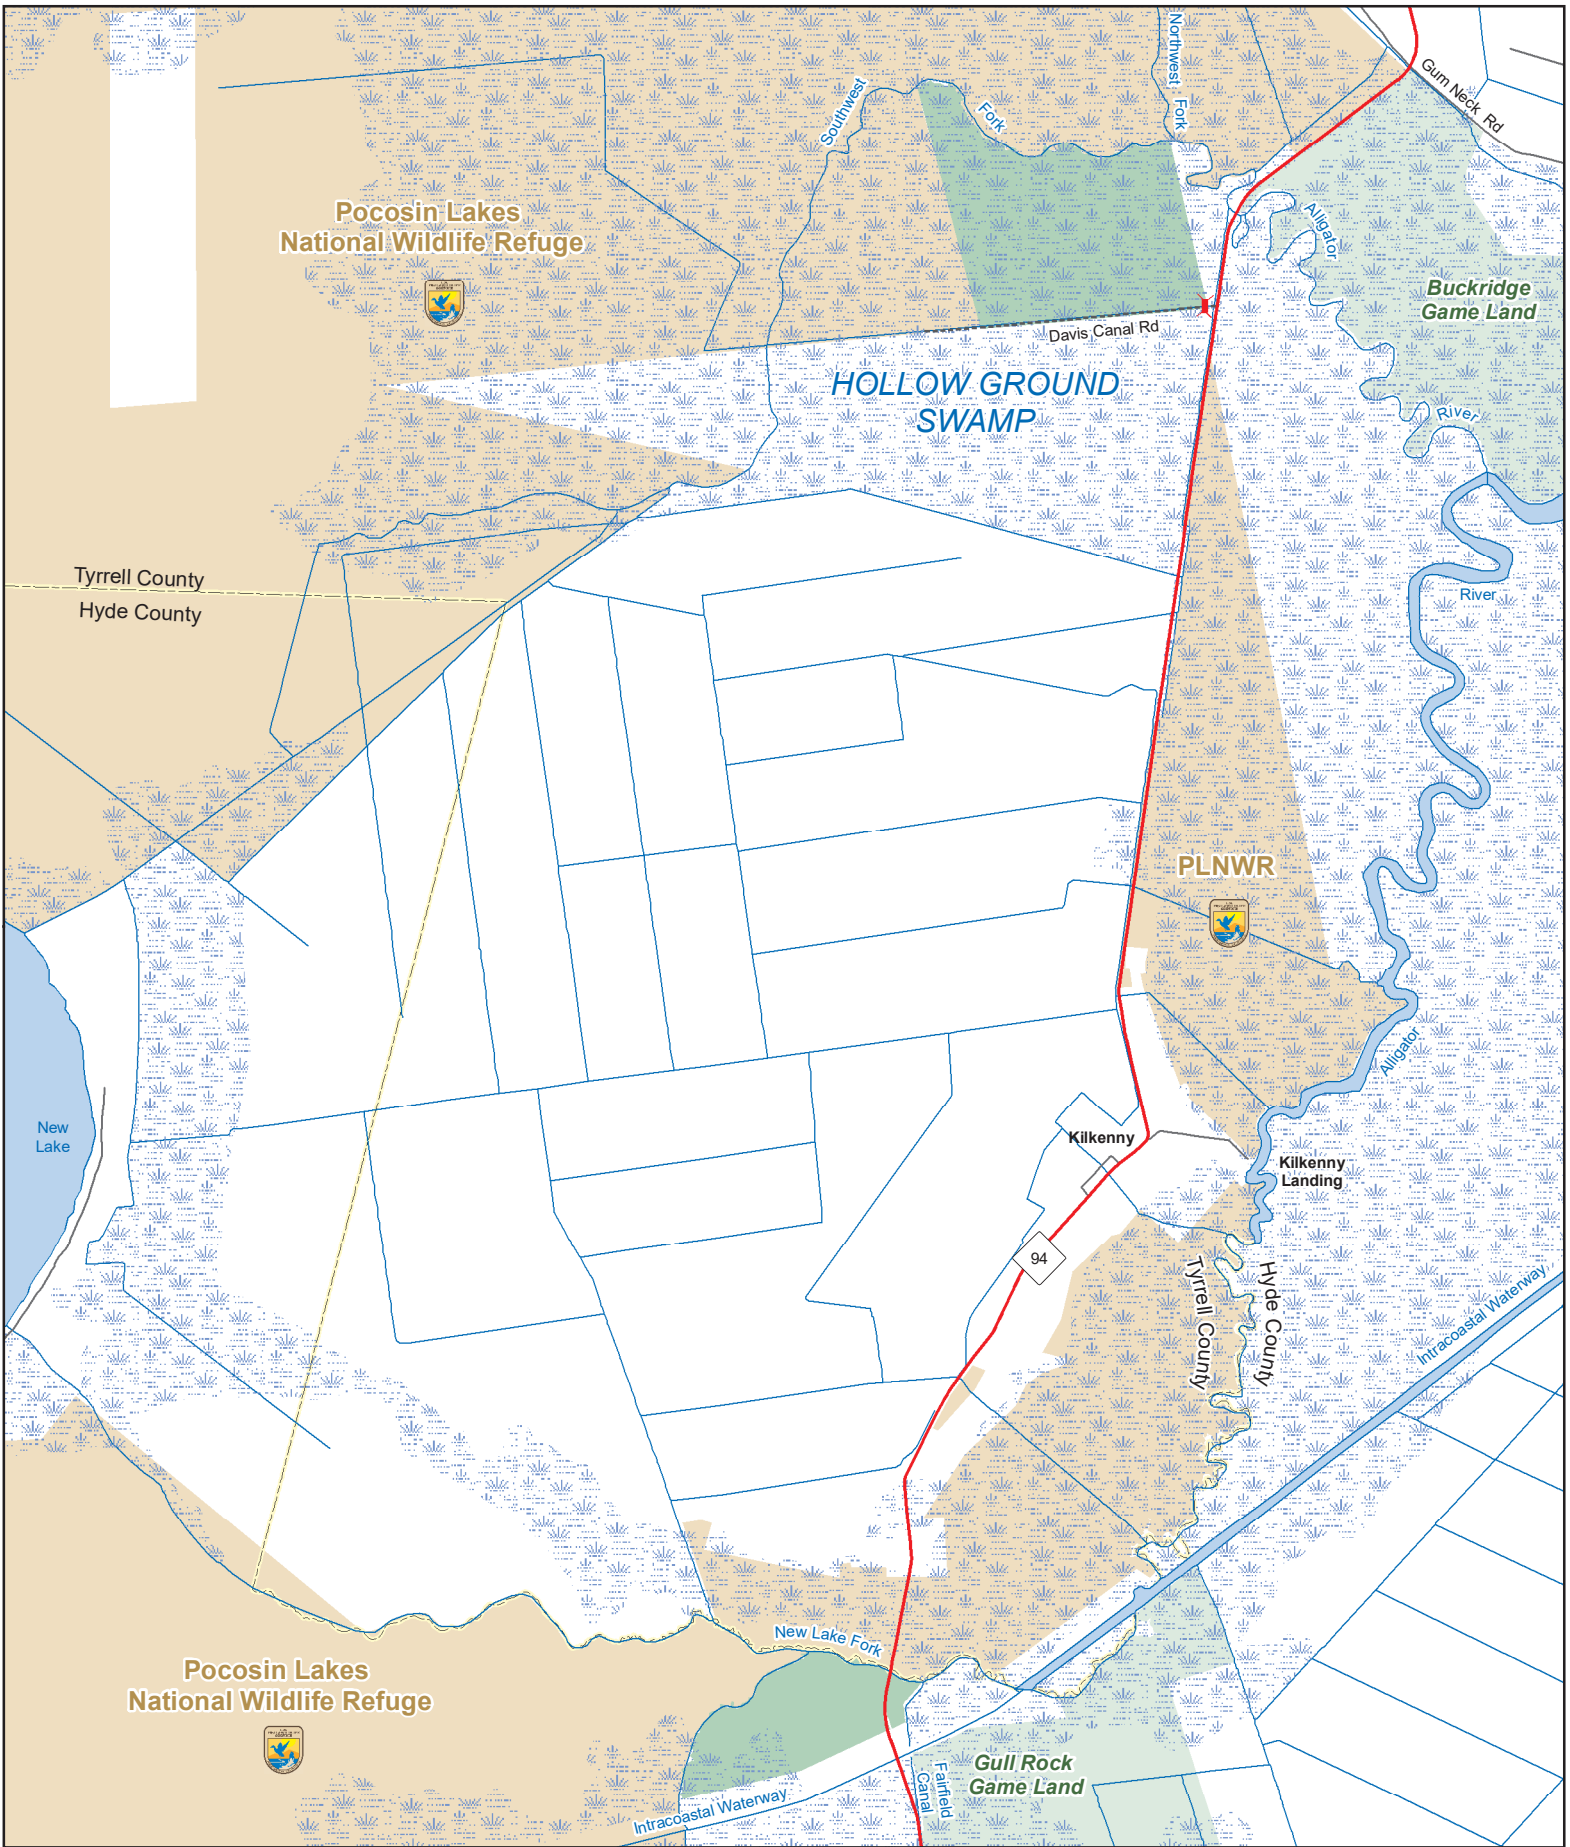 Northwest Fork
Gum Neck Rd
Southwest
Fork
Pocosin Lakes
National Wildlife Refuge
Alligator
Buckridge
Game Land
Davis Canal Rd
HOLLOW GROUND
SWAMP
River
Tyrrell County
Hyde County
River
PLNWR
Alligator
New
Lake
Kilkenny
Kilkenny
Landing
94
Tyrrell County
Hyde County
Intracoastal Waterway
New Lake Fork
Pocosin Lakes
National Wildlife Refuge
Gull Rock
Game Land
Fairfield
Canal
Intracoastal Waterway